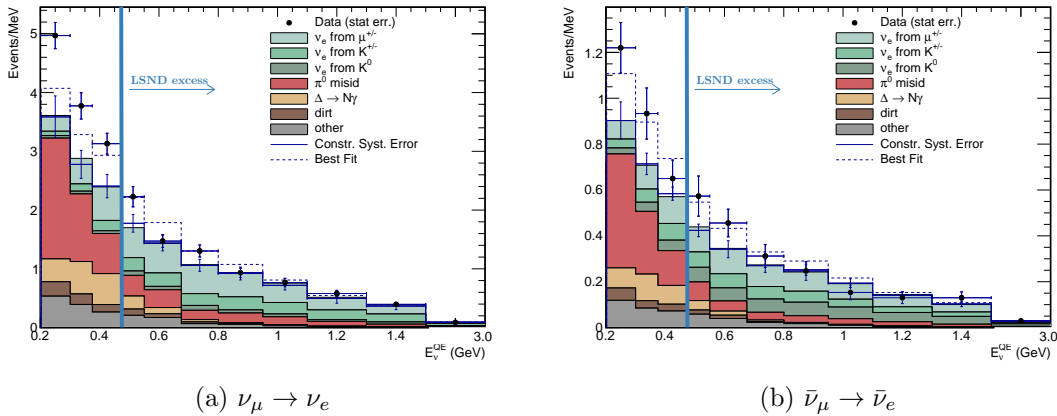 Events/MeV
5
4
3
2
1
0
Data (stat err.)
ν_e from μ^{+/-}
ν_e from K^{+/-}
ν_e from K^0
π^0 misid
Δ → Nγ
dirt
other
Constr. Syst. Error
Best Fit
LSND excess
0.2 0.4 0.6 0.8 1.0 1.2 1.4 3.0
E_ν^{QE} (GeV)
(a) ν_μ → ν_e
Events/MeV
1.2
1.0
0.8
0.6
0.4
0.2
0.0
Data (stat err.)
ν_e from μ^{+/-}
ν_e from K^{+/-}
ν_e from K^0
π^0 misid
Δ → Nγ
dirt
other
Constr. Syst. Error
Best Fit
LSND excess
0.2 0.4 0.6 0.8 1.0 1.2 1.4 3.0
E_ν^{QE} (GeV)
(b) ν̄_μ → ν̄_e